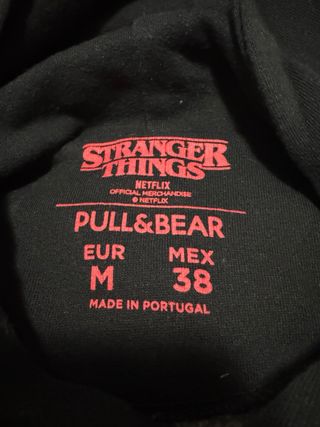 STRANGER
THINGS
NETFLIX
OFFICIAL MERCHANDISE
© NETFLIX
PULL&BEAR
EUR MEX
M 38
MADE IN PORTUGAL